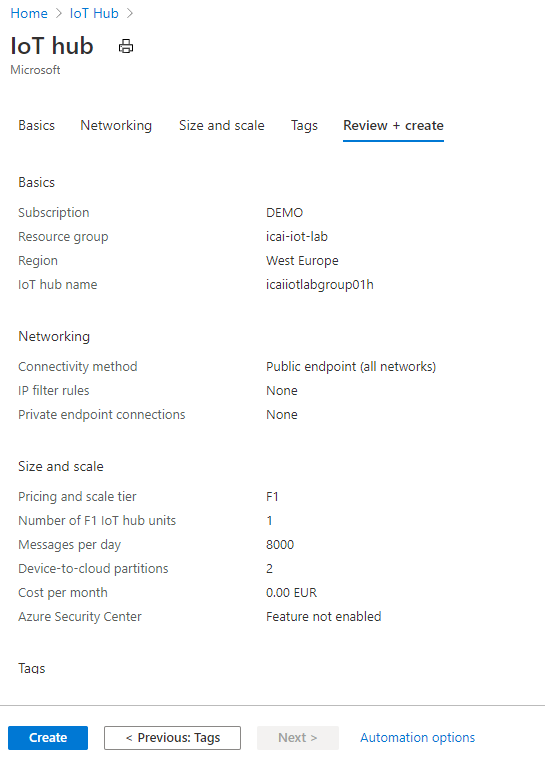 Home > IoT Hub >
IoT hub
Microsoft
Basics Networking Size and scale Tags Review + create
Basics
Subscription DEMO
Resource group icai-iot-lab
Region West Europe
IoT hub name icaiiotlabgroup01h
Networking
Connectivity method Public endpoint (all networks)
IP filter rules None
Private endpoint connections None
Size and scale
Pricing and scale tier F1
Number of F1 IoT hub units 1
Messages per day 8000
Device-to-cloud partitions 2
Cost per month 0.00 EUR
Azure Security Center Feature not enabled
Tags
Create < Previous: Tags Next > Automation options